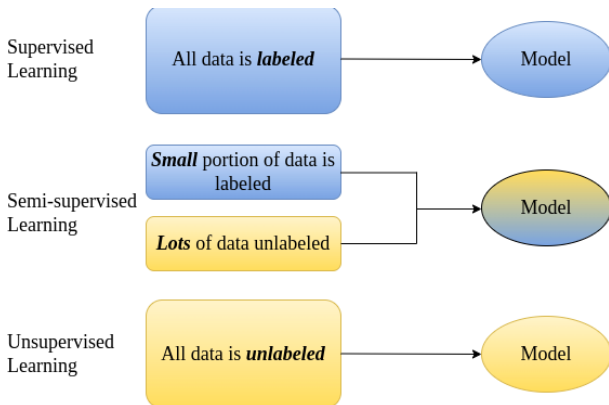 Supervised
Learning
All data is labeled
Model
Semi-supervised
Learning
Small portion of data is
labeled
Lots of data unlabeled
Model
Unsupervised
Learning
All data is unlabeled
Model